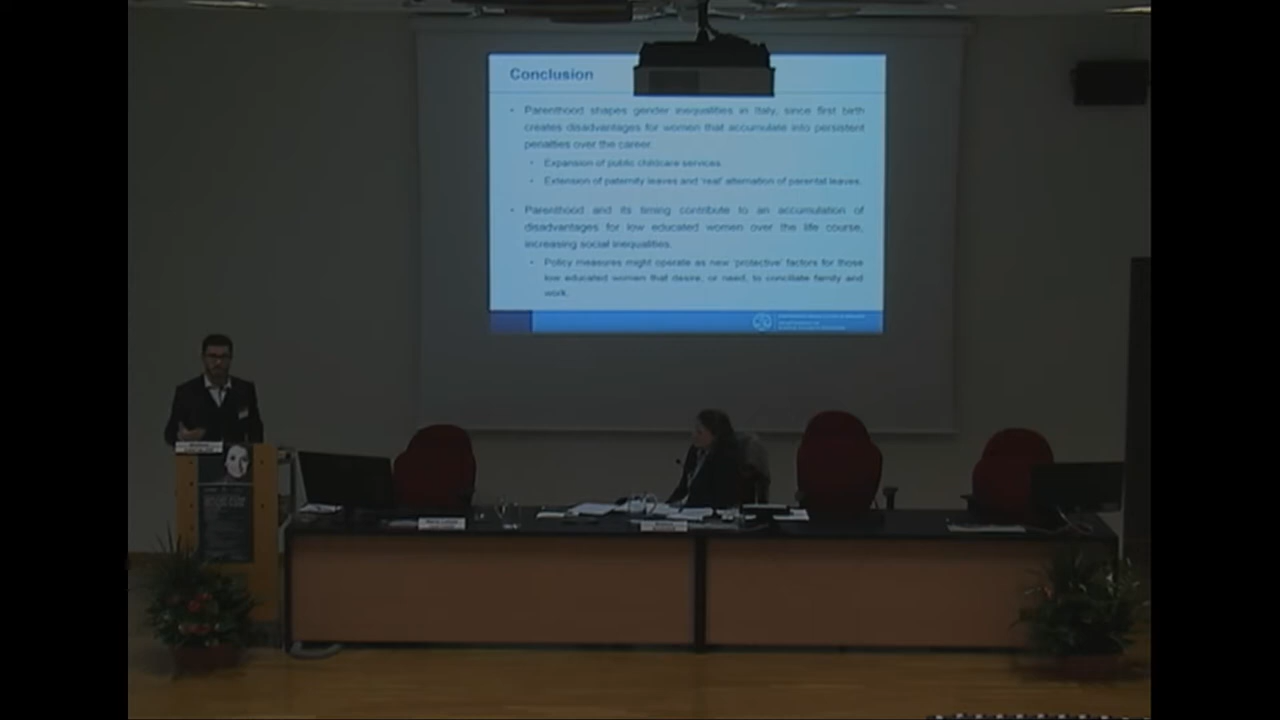 Conclusion
• Parenthood shapes gender inequalities in Italy, since first birth
creates disadvantages for women that accumulate into persistent
penalties over the career.
• Expansion of public childcare services.
• Extension of paternity leaves and 'real' alternation of parental leaves.
• Parenthood and its timing contribute to an accumulation of
disadvantages for low educated women over the life course,
increasing social inequalities.
• Policy measures might operate as new 'protective' factors for those
low educated women that desire, or need, to conciliate family and
work.